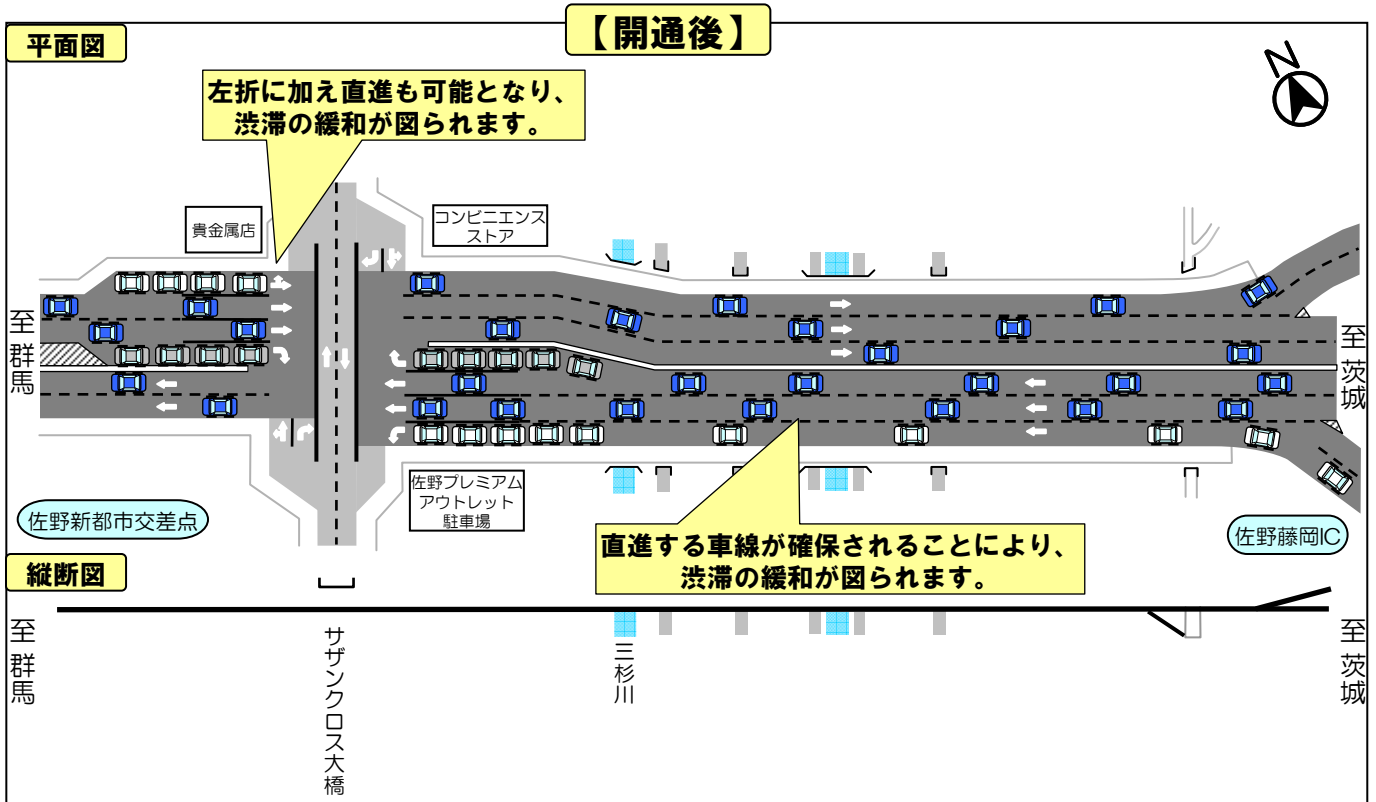 【開通後】
平面図
N
左折に加え直進も可能となり、
渋滞の緩和が図られます。
貴金属店
コンビニエンス
ストア
至 群馬
至 茨城
佐野プレミアム
アウトレット
駐車場
佐野新都市交差点
直進する車線が確保されることにより、
渋滞の緩和が図られます。
佐野藤岡IC
縦断図
至 群馬
サザンクロス大橋
三杉川
至 茨城